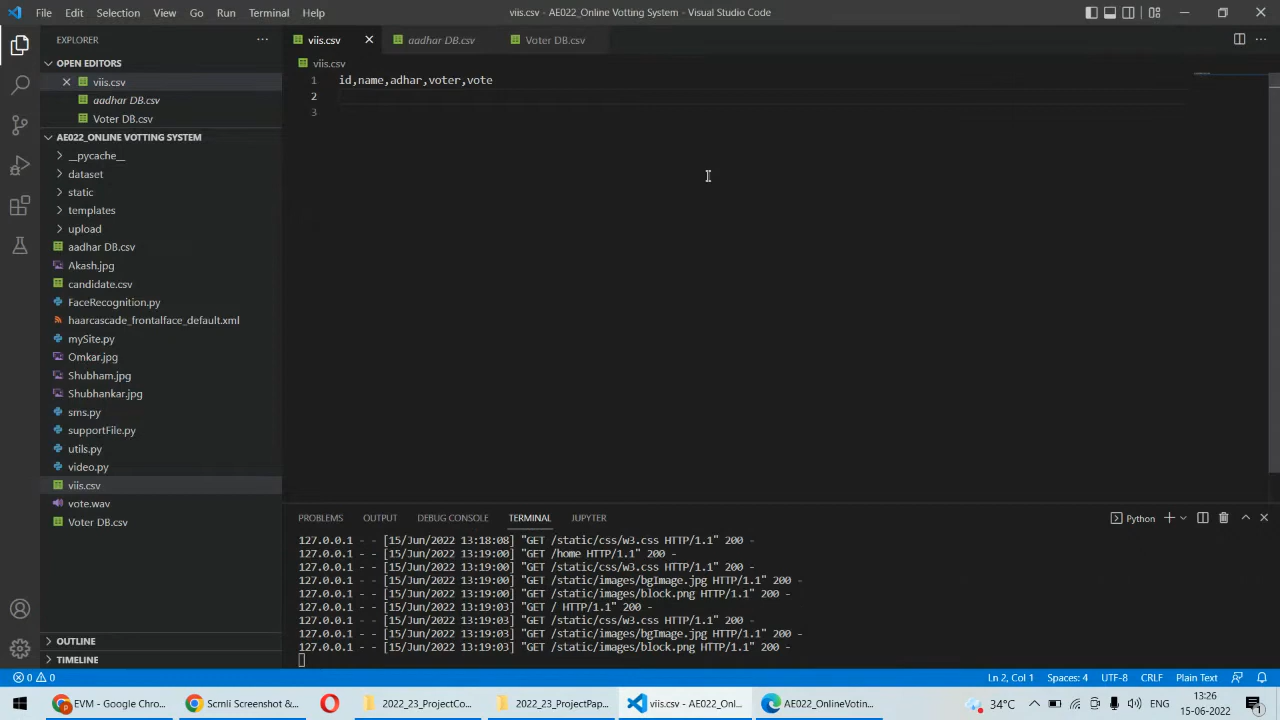 File Edit Selection View Go Run Terminal Help
viis.csv - AE022_Online Votting System - Visual Studio Code
EXPLORER
OPEN EDITORS
viis.csv
aadhar DB.csv
Voter DB.csv
AE022_ONLINE VOTTING SYSTEM
__pycache__
dataset
static
templates
upload
aadhar DB.csv
Akash.jpg
candidate.csv
FaceRecognition.py
haarcascade_frontalface_default.xml
mySite.py
Omkar.jpg
Shubham.jpg
Shubhankar.jpg
sms.py
supportFile.py
utils.py
video.py
viis.csv
vote.wav
Voter DB.csv
OUTLINE
TIMELINE
viis.csv aadhar DB.csv Voter DB.csv
viis.csv
1 id,name,adhar,voter,vote
2
3
PROBLEMS OUTPUT DEBUG CONSOLE TERMINAL JUPYTER
Python
127.0.0.1 - - [15/Jun/2022 13:18:08] "GET /static/css/w3.css HTTP/1.1" 200 -
127.0.0.1 - - [15/Jun/2022 13:19:00] "GET /home HTTP/1.1" 200 -
127.0.0.1 - - [15/Jun/2022 13:19:00] "GET /static/css/w3.css HTTP/1.1" 200 -
127.0.0.1 - - [15/Jun/2022 13:19:00] "GET /static/images/bgImage.jpg HTTP/1.1" 200 -
127.0.0.1 - - [15/Jun/2022 13:19:00] "GET /static/images/block.png HTTP/1.1" 200 -
127.0.0.1 - - [15/Jun/2022 13:19:03] "GET / HTTP/1.1" 200 -
127.0.0.1 - - [15/Jun/2022 13:19:03] "GET /static/css/w3.css HTTP/1.1" 200 -
127.0.0.1 - - [15/Jun/2022 13:19:03] "GET /static/images/bgImage.jpg HTTP/1.1" 200 -
127.0.0.1 - - [15/Jun/2022 13:19:03] "GET /static/images/block.png HTTP/1.1" 200 -
0 0
Ln 2, Col 1 Spaces: 4 UTF-8 CRLF Plain Text
EVM - Google Chro... Scrnli Screenshot &... 2022_23_ProjectCo... 2022_23_ProjectPap... viis.csv - AE022_Onl... AE022_OnlineVotin... 34°C
13:26
15-06-2022
1